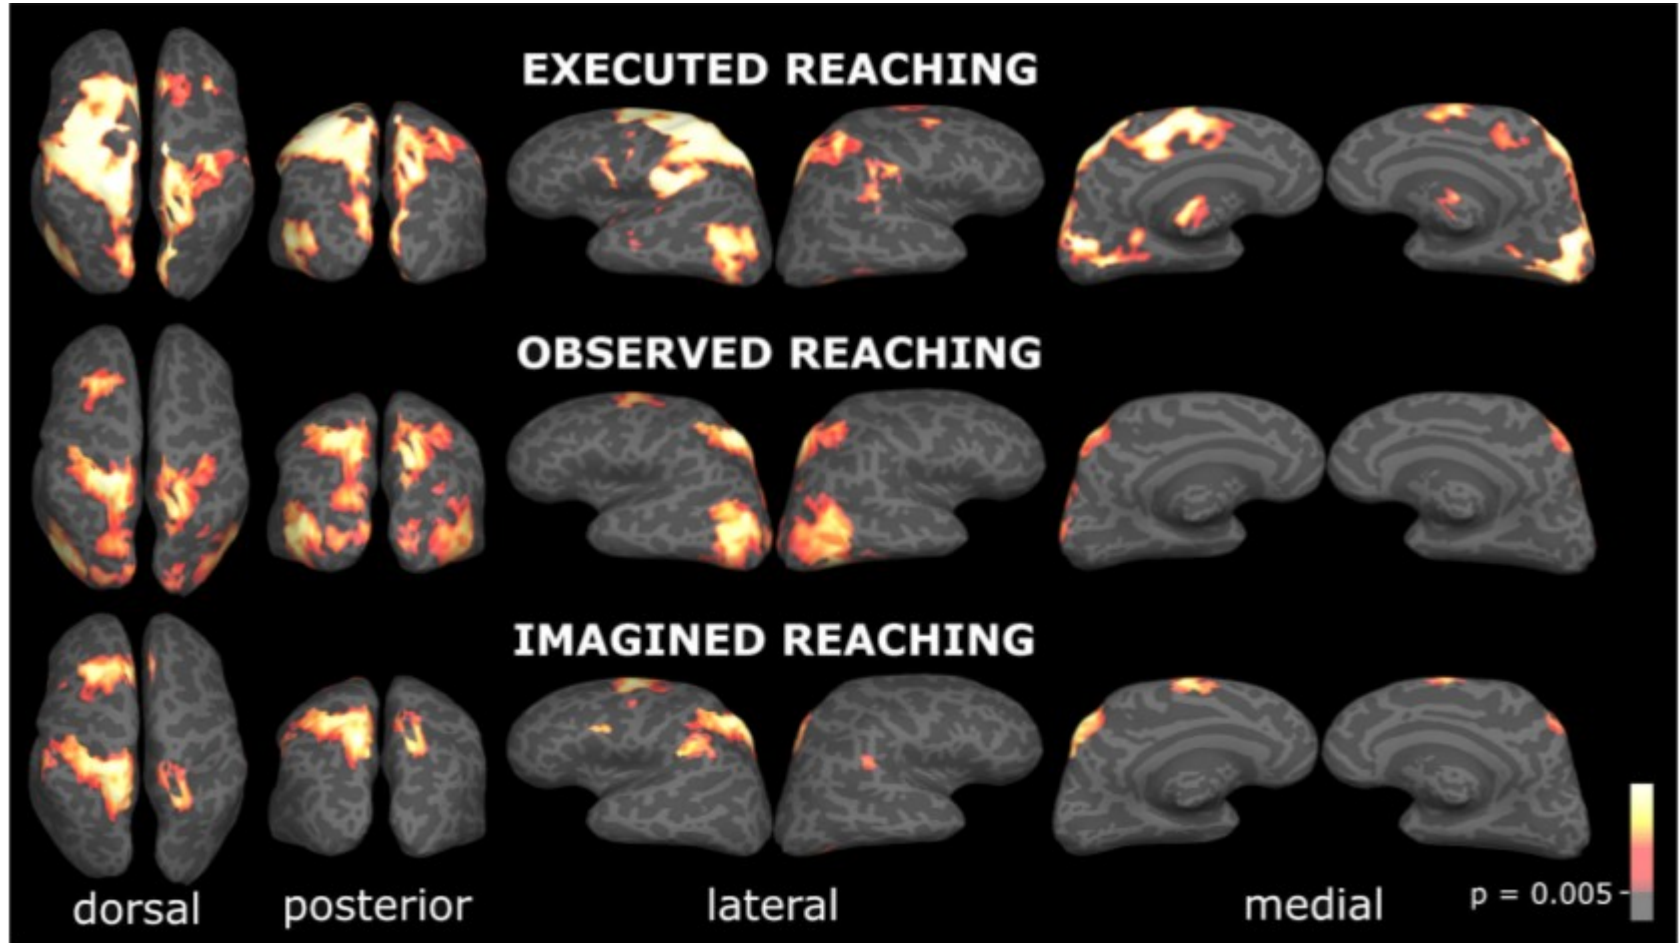 EXECUTED REACHING
OBSERVED REACHING
IMAGINED REACHING
dorsal posterior lateral medial p = 0.005